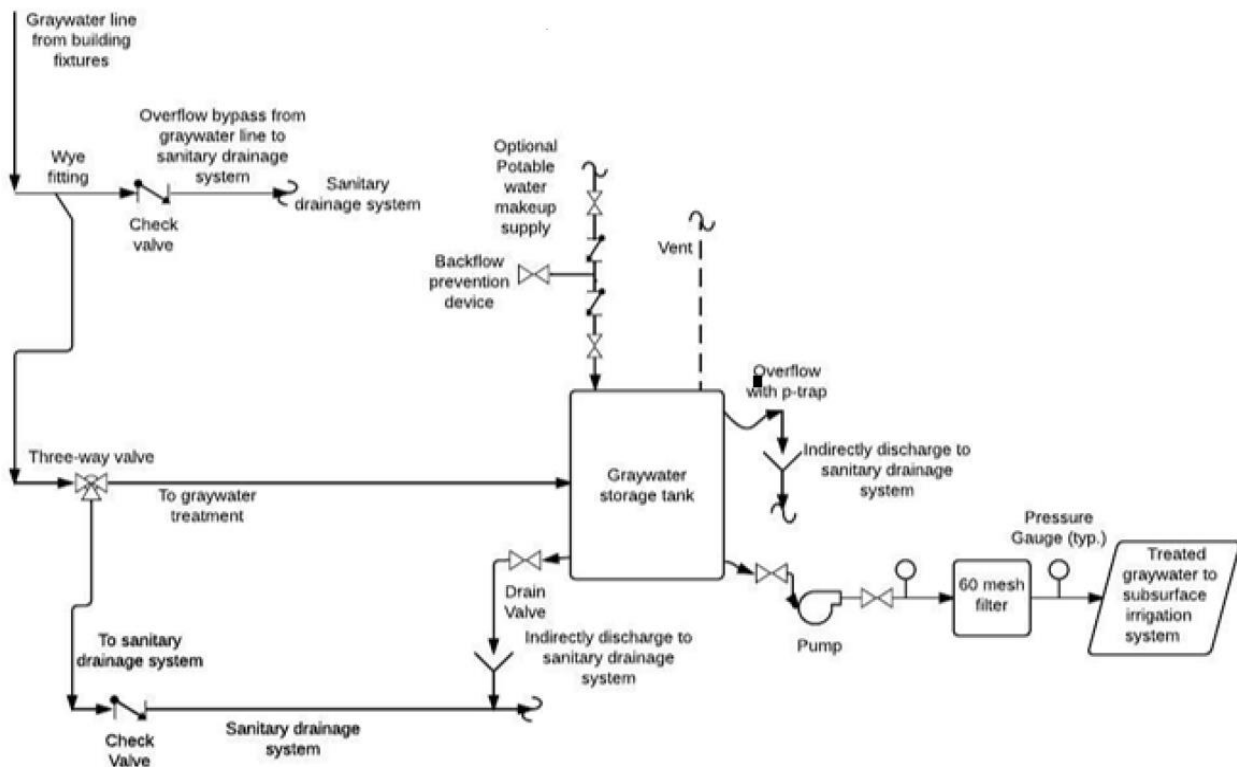 Graywater line
from building
fixtures
Overflow bypass from
graywater line to
sanitary drainage
system
Wye
fitting
Check
valve
Sanitary
drainage system
Optional
Potable
water
makeup
supply
Vent
Backflow
prevention
device
Overflow
with p-trap
Indirectly discharge to
sanitary drainage
system
Three-way valve
To graywater
treatment
Graywater
storage tank
Pressure
Gauge (typ.)
Treated
graywater to
subsurface
irrigation
system
60 mesh
filter
Pump
Drain
Valve
Indirectly discharge to
sanitary drainage
system
To sanitary
drainage system
Check
Valve
Sanitary drainage
system